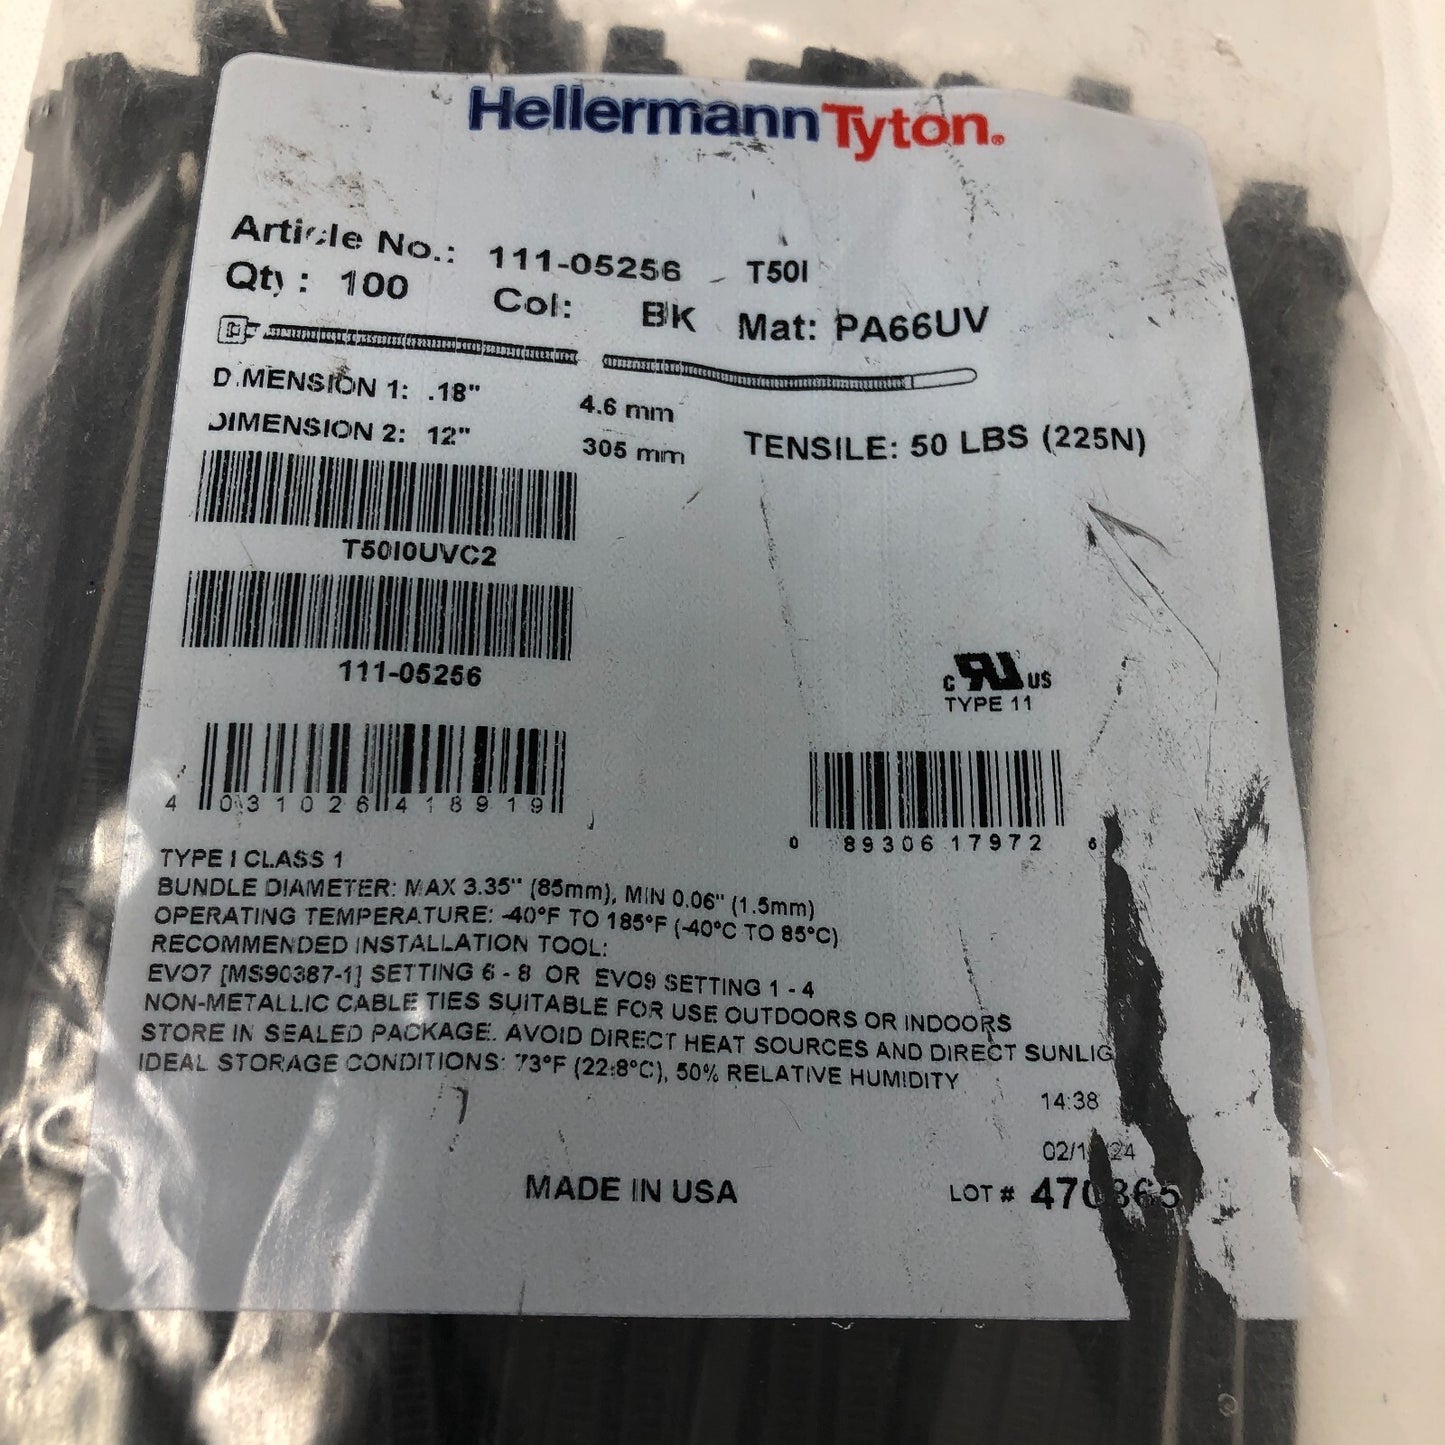 HellermannTyton®
Article No.: 111-05256 T50I
Qty : 100 Col: BK Mat: PA66UV
DIMENSION 1: .18" 4.6 mm
DIMENSION 2: 12" 305 mm TENSILE: 50 LBS (225N)
T50I0UVC2
111-05256
c RU US
TYPE 11
4 031026 418919
0 89306 17972 6
TYPE I CLASS 1
BUNDLE DIAMETER: MAX 3.35" (85mm), MIN 0.06" (1.5mm)
OPERATING TEMPERATURE: -40°F TO 185°F (-40°C TO 85°C)
RECOMMENDED INSTALLATION TOOL:
EVO7 [MS90387-1] SETTING 6 - 8 OR EVO9 SETTING 1 - 4
NON-METALLIC CABLE TIES SUITABLE FOR USE OUTDOORS OR INDOORS
STORE IN SEALED PACKAGE. AVOID DIRECT HEAT SOURCES AND DIRECT SUNLIG
IDEAL STORAGE CONDITIONS: 73°F (22.8°C), 50% RELATIVE HUMIDITY
14:38
MADE IN USA LOT #